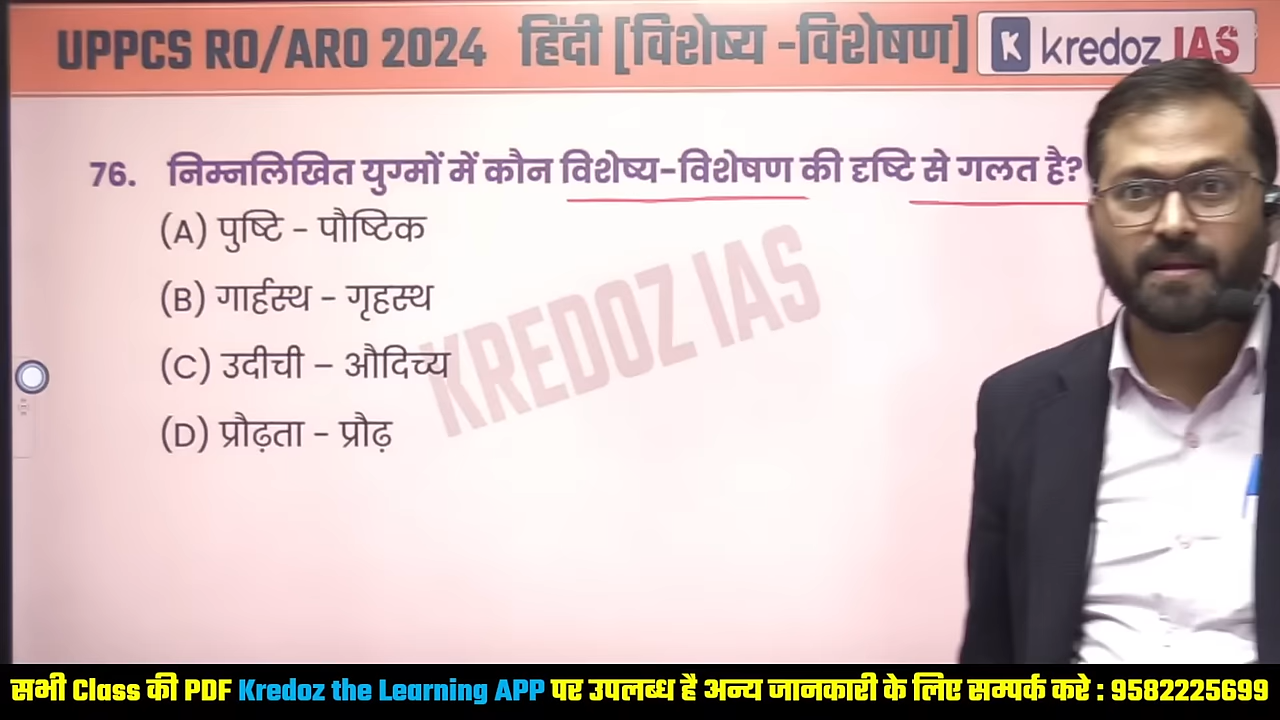 UPPCS RO/ARO 2024 हिंदी [विशेष्य -विशेषण]
kredoz IAS
76. निम्नलिखित युग्मों में कौन विशेष्य-विशेषण की दृष्टि से गलत है?
(A) पुष्टि - पौष्टिक
(B) गार्हस्थ - गृहस्थ
(C) उदीची – औदिच्य
(D) प्रौढ़ता - प्रौढ़
KREDOZ IAS
सभी Class की PDF Kredoz the Learning APP पर उपलब्ध है अन्य जानकारी के लिए सम्पर्क करे : 9582225699